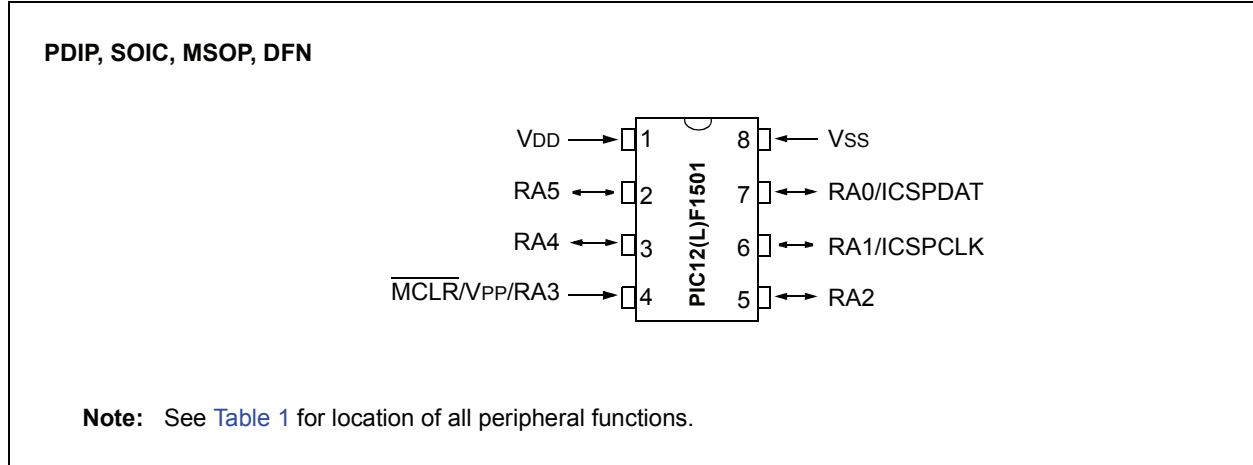 PDIP, SOIC, MSOP, DFN
VDD 1 8 VSS
RA5 2 7 RA0/ICSPDAT
RA4 3 6 RA1/ICSPCLK
MCLR/VPP/RA3 4 5 RA2
PIC12(L)F1501
Note: See Table 1 for location of all peripheral functions.